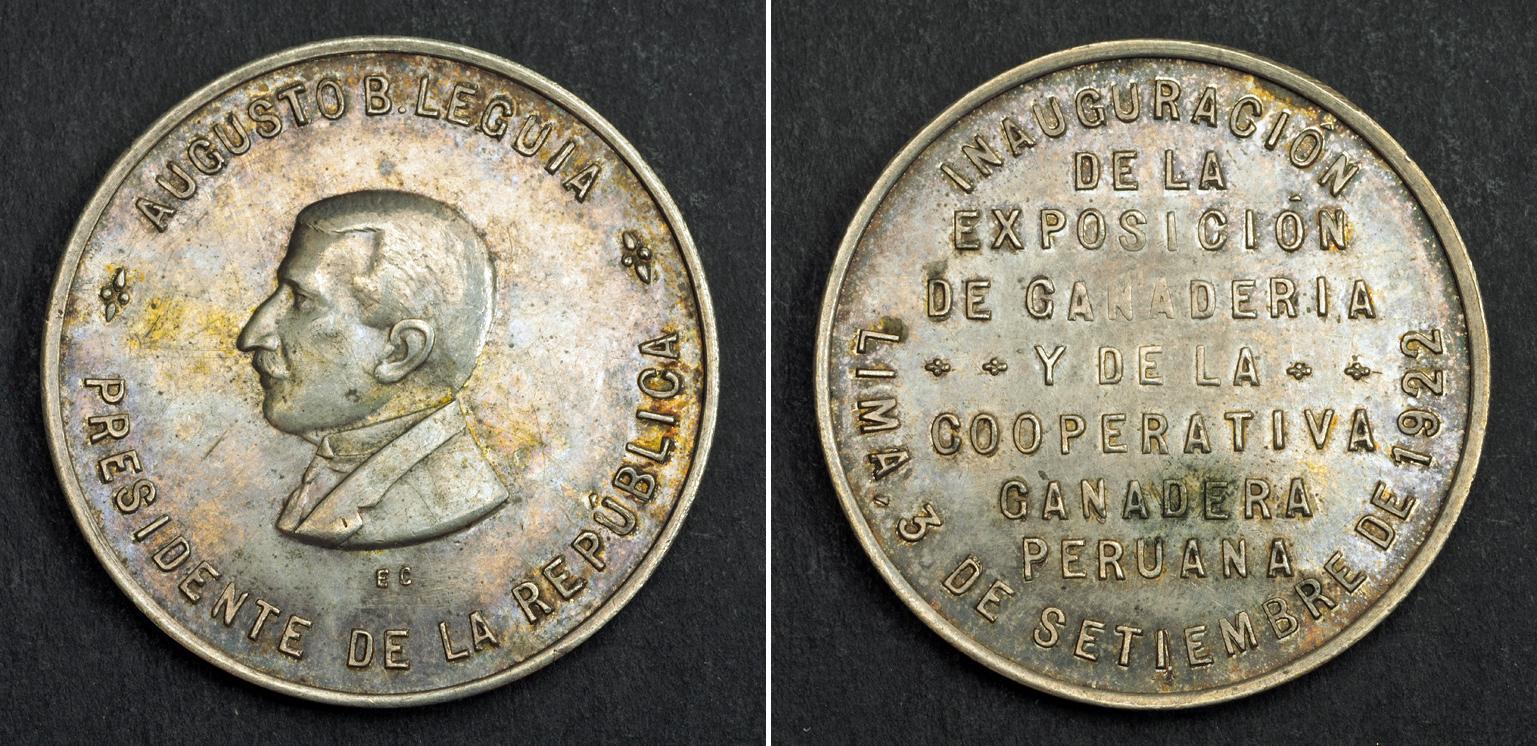 AUGUSTO B. LEGUIA
PRESIDENTE DE LA REPÚBLICA
EC
INAUGURACIÓN
DE LA
EXPOSICIÓN
DE GANADERIA
Y DE LA
COOPERATIVA
GANADERA
PERUANA
LIMA, 3 DE SETIEMBRE DE 1922